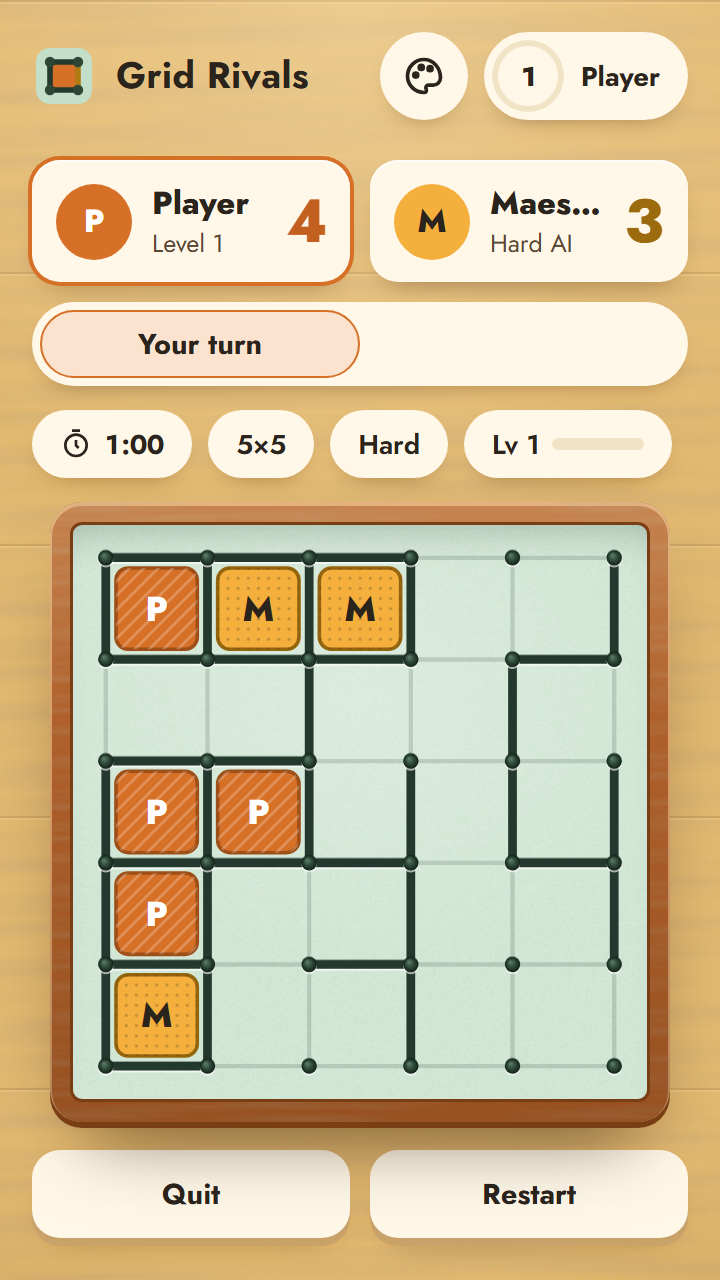 Grid Rivals
1 Player
P Player Level 1 4
M Maes... Hard AI 3
Your turn
1:00 5×5 Hard Lv 1
P M M
P P
P
M
Quit Restart